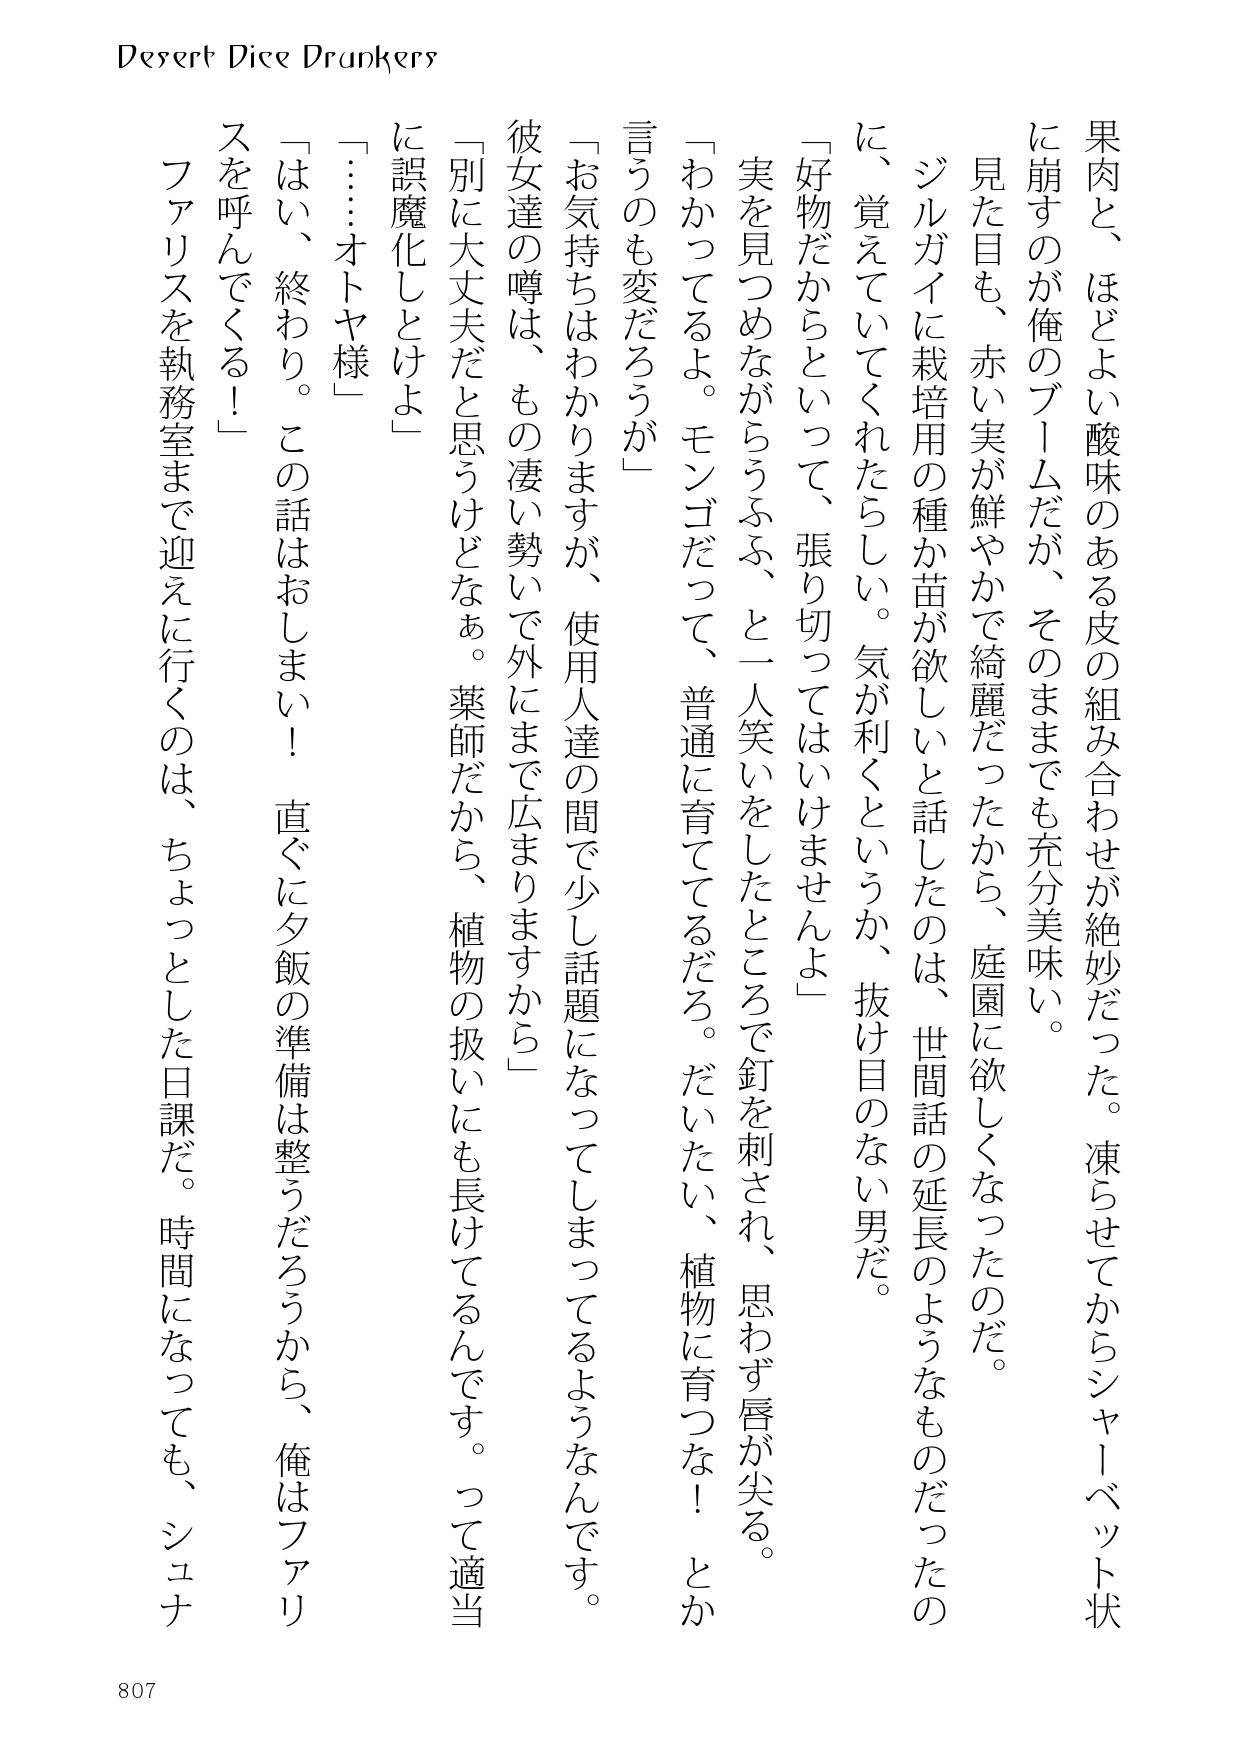 Desert Dice Drunkers
果肉と、ほどよい酸味のある皮の組み合わせが絶妙だった。凍らせてからシャーベット状
に崩すのが俺のブームだが、そのままでも充分美味い。
　見た目も、赤い実が鮮やかで綺麗だったから、庭園に欲しくなったのだ。
　ジルガイに栽培用の種か苗が欲しいと話したのは、世間話の延長のようなものだったの
に、覚えていてくれたらしい。気が利くというか、抜け目のない男だ。
「好物だからといって、張り切ってはいけませんよ」
　実を見つめながらうふふ、と一人笑いをしたところで釘を刺され、思わず唇が尖る。
「わかってるよ。モンゴだって、普通に育ててるだろ。だいたい、植物に育つな！　とか
言うのも変だろうが」
「お気持ちはわかりますが、使用人達の間で少し話題になってしまってるようなんです。
彼女達の噂は、もの凄い勢いで外にまで広まりますから」
「別に大丈夫だと思うけどなぁ。薬師だから、植物の扱いにも長けてるんです。って適当
に誤魔化しとけよ」
「……オトヤ様」
「はい、終わり。この話はおしまい！　直ぐに夕飯の準備は整うだろうから、俺はファリ
スを呼んでくる！」
　ファリスを執務室まで迎えに行くのは、ちょっとした日課だ。時間になっても、シュナ
807